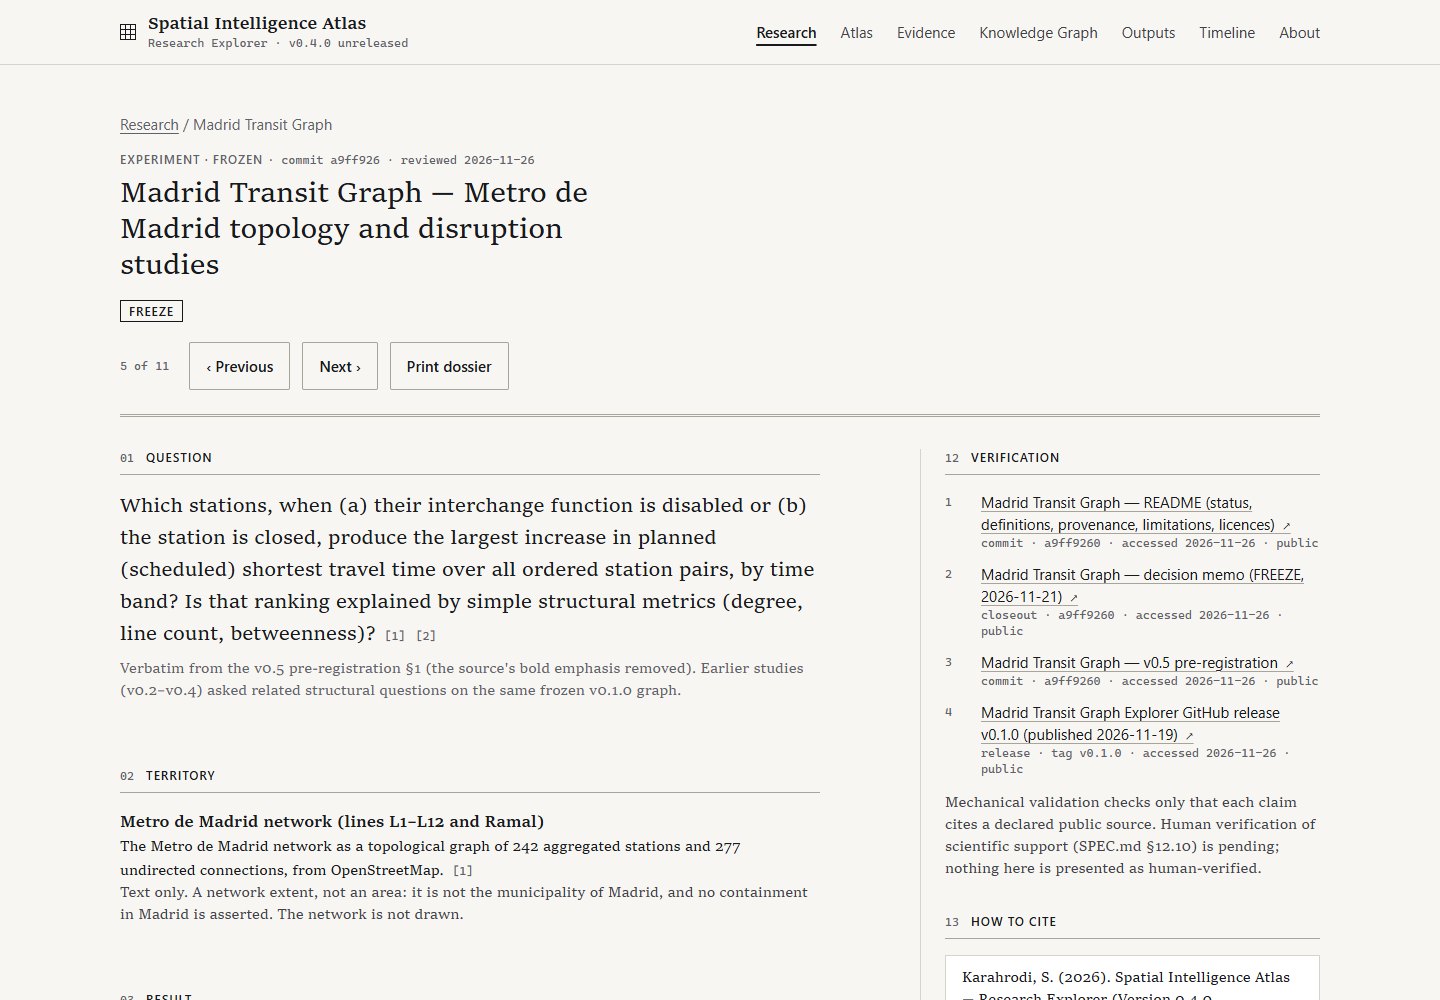 Spatial Intelligence Atlas
Research Explorer · v0.4.0 unreleased
Research
Atlas
Evidence
Knowledge Graph
Outputs
Timeline
About
Research / Madrid Transit Graph
EXPERIMENT · FROZEN · commit a9ff926 · reviewed 2026-11-26
Madrid Transit Graph — Metro de
Madrid topology and disruption
studies
FREEZE
5 of 11
‹ Previous
Next ›
Print dossier
01 QUESTION
Which stations, when (a) their interchange function is disabled or (b)
the station is closed, produce the largest increase in planned
(scheduled) shortest travel time over all ordered station pairs, by time
band? Is that ranking explained by simple structural metrics (degree,
line count, betweenness)? [1] [2]
Verbatim from the v0.5 pre-registration §1 (the source's bold emphasis removed). Earlier studies
(v0.2–v0.4) asked related structural questions on the same frozen v0.1.0 graph.
02 TERRITORY
Metro de Madrid network (lines L1–L12 and Ramal)
The Metro de Madrid network as a topological graph of 242 aggregated stations and 277
undirected connections, from OpenStreetMap. [1]
Text only. A network extent, not an area: it is not the municipality of Madrid, and no containment
in Madrid is asserted. The network is not drawn.
03 RESULT
12 VERIFICATION
1 Madrid Transit Graph — README (status,
definitions, provenance, limitations, licences) ↗
commit · a9ff9260 · accessed 2026-11-26 · public
2 Madrid Transit Graph — decision memo (FREEZE,
2026-11-21) ↗
closeout · a9ff9260 · accessed 2026-11-26 ·
public
3 Madrid Transit Graph — v0.5 pre-registration ↗
commit · a9ff9260 · accessed 2026-11-26 · public
4 Madrid Transit Graph Explorer GitHub release
v0.1.0 (published 2026-11-19) ↗
release · tag v0.1.0 · accessed 2026-11-26 ·
public
Mechanical validation checks only that each claim
cites a declared public source. Human verification of
scientific support (SPEC.md §12.10) is pending;
nothing here is presented as human-verified.
13 HOW TO CITE
Karahrodi, S. (2026). Spatial Intelligence Atlas
— Research Explorer (Version 0.4.0